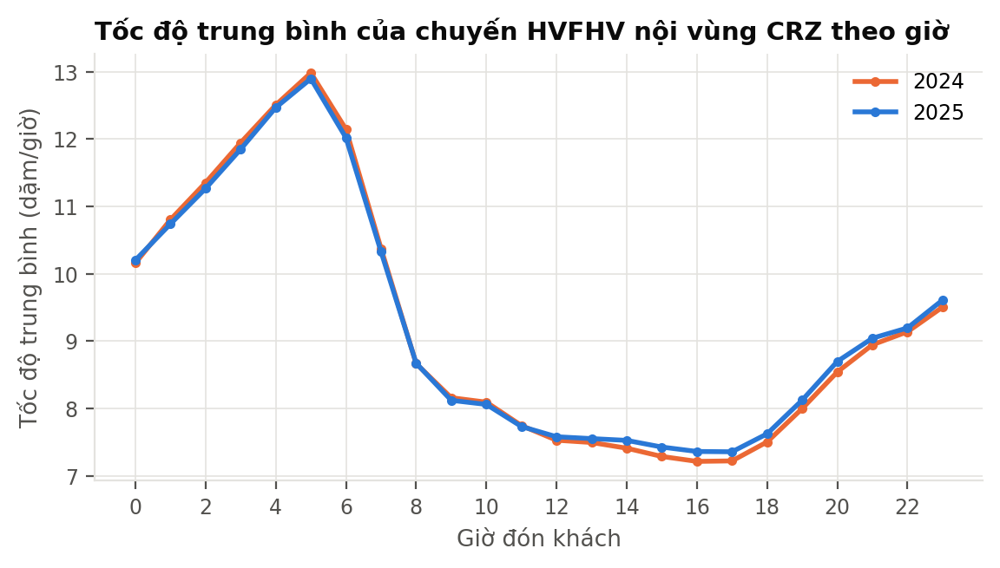 Tốc độ trung bình của chuyến HVFHV nội vùng CRZ theo giờ
2024
2025
Tốc độ trung bình (dặm/giờ)
13
12
11
10
9
8
7
0 2 4 6 8 10 12 14 16 18 20 22
Giờ đón khách